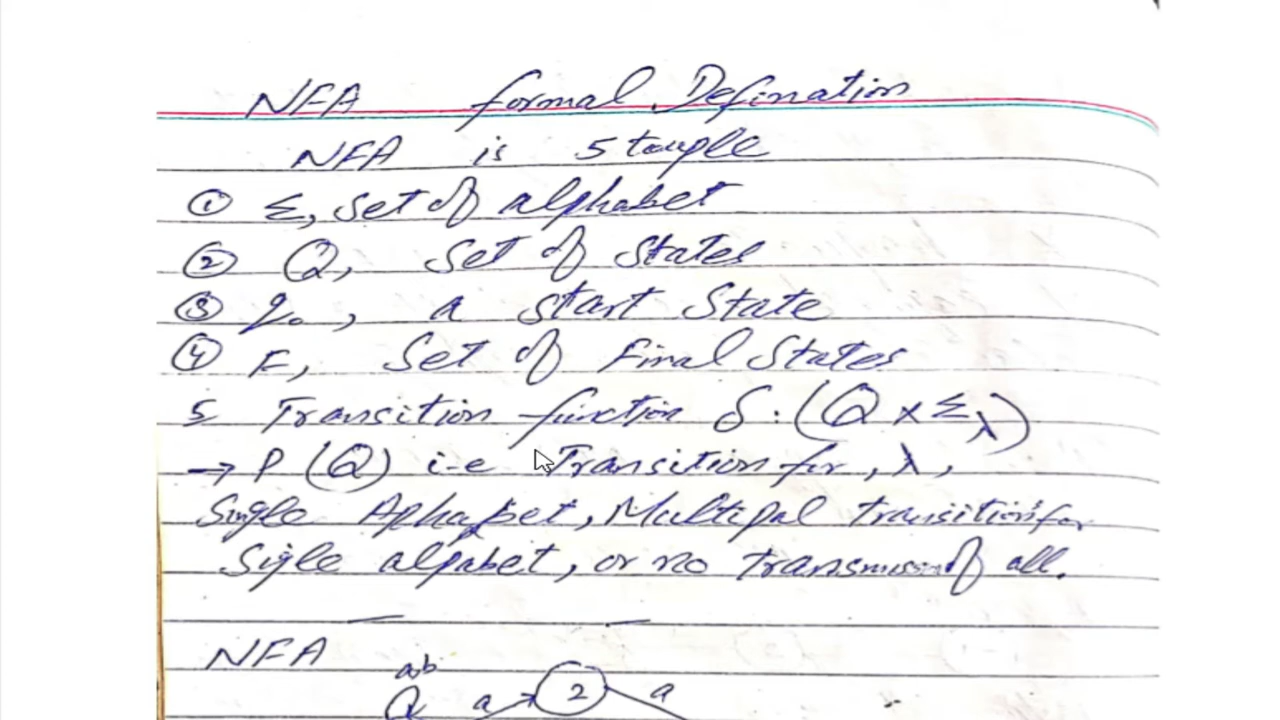 NFA formal Defination
NFA is 5 touple
① Σ, set of alphabet
② Q, Set of States
③ q₀, a start State
④ F, Set of Final States
5 Transition function δ: (Q × Σλ)
→ P(Q) i-e Transition for, λ,
Single Alphabet, Multipal transition for
Sigle alpabet, or no transmission of all.
NFA
a,b
a 2 a